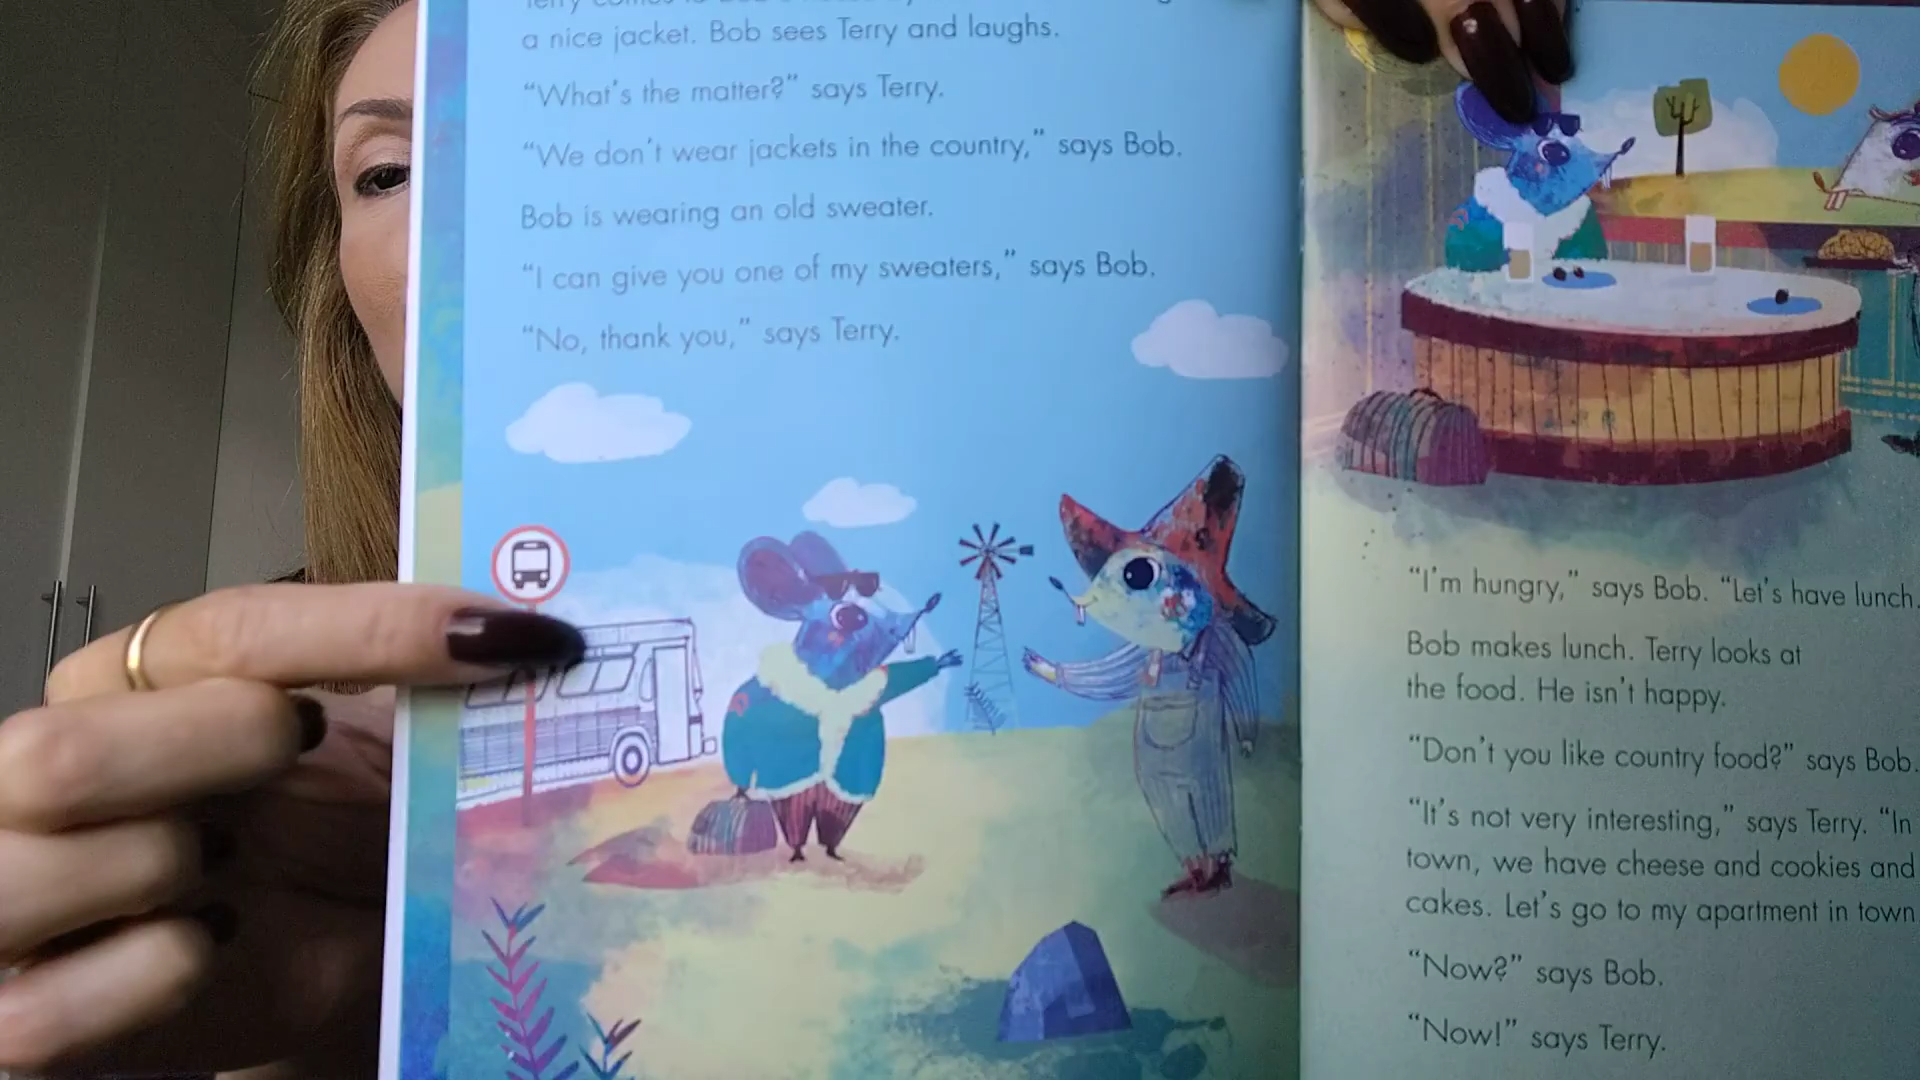 a nice jacket. Bob sees Terry and laughs.
“What’s the matter?” says Terry.
“We don’t wear jackets in the country,” says Bob.
Bob is wearing an old sweater.
“I can give you one of my sweaters,” says Bob.
“No, thank you,” says Terry.
“I’m hungry,” says Bob. “Let’s have lunch.
Bob makes lunch. Terry looks at
the food. He isn’t happy.
“Don’t you like country food?” says Bob.
“It’s not very interesting,” says Terry. “In
town, we have cheese and cookies and
cakes. Let’s go to my apartment in town
“Now?” says Bob.
“Now!” says Terry.